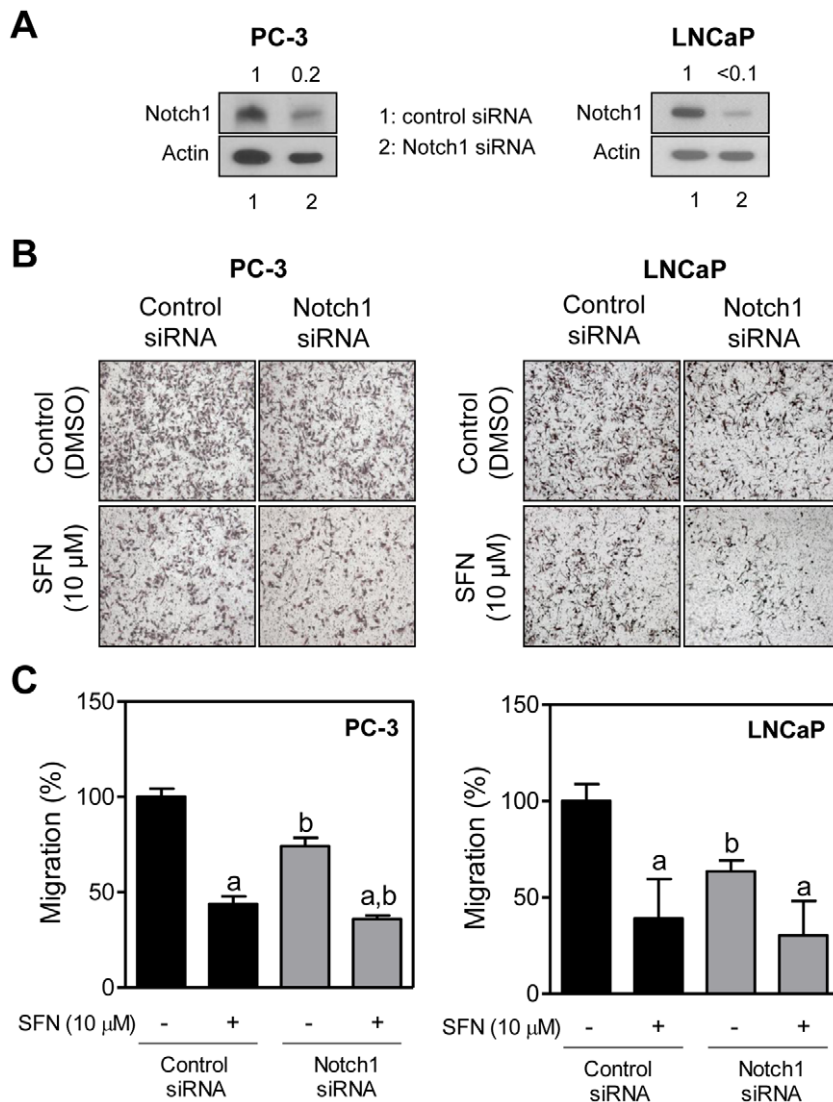 A
PC-3
LNCaP
1 0.2
1 <0.1
Notch1
Actin
1 2
1: control siRNA
2: Notch1 siRNA
Notch1
Actin
1 2
B
PC-3
LNCaP
Control
siRNA
Notch1
siRNA
Control
siRNA
Notch1
siRNA
Control
(DMSO)
SFN
(10 µM)
Control
(DMSO)
SFN
(10 µM)
C
PC-3
Migration (%)
150
100
50
0
a
b
a,b
SFN (10 µM) - + - +
Control
siRNA
Notch1
siRNA
LNCaP
Migration (%)
150
100
50
0
a
b
a
SFN (10 µM) - + - +
Control
siRNA
Notch1
siRNA